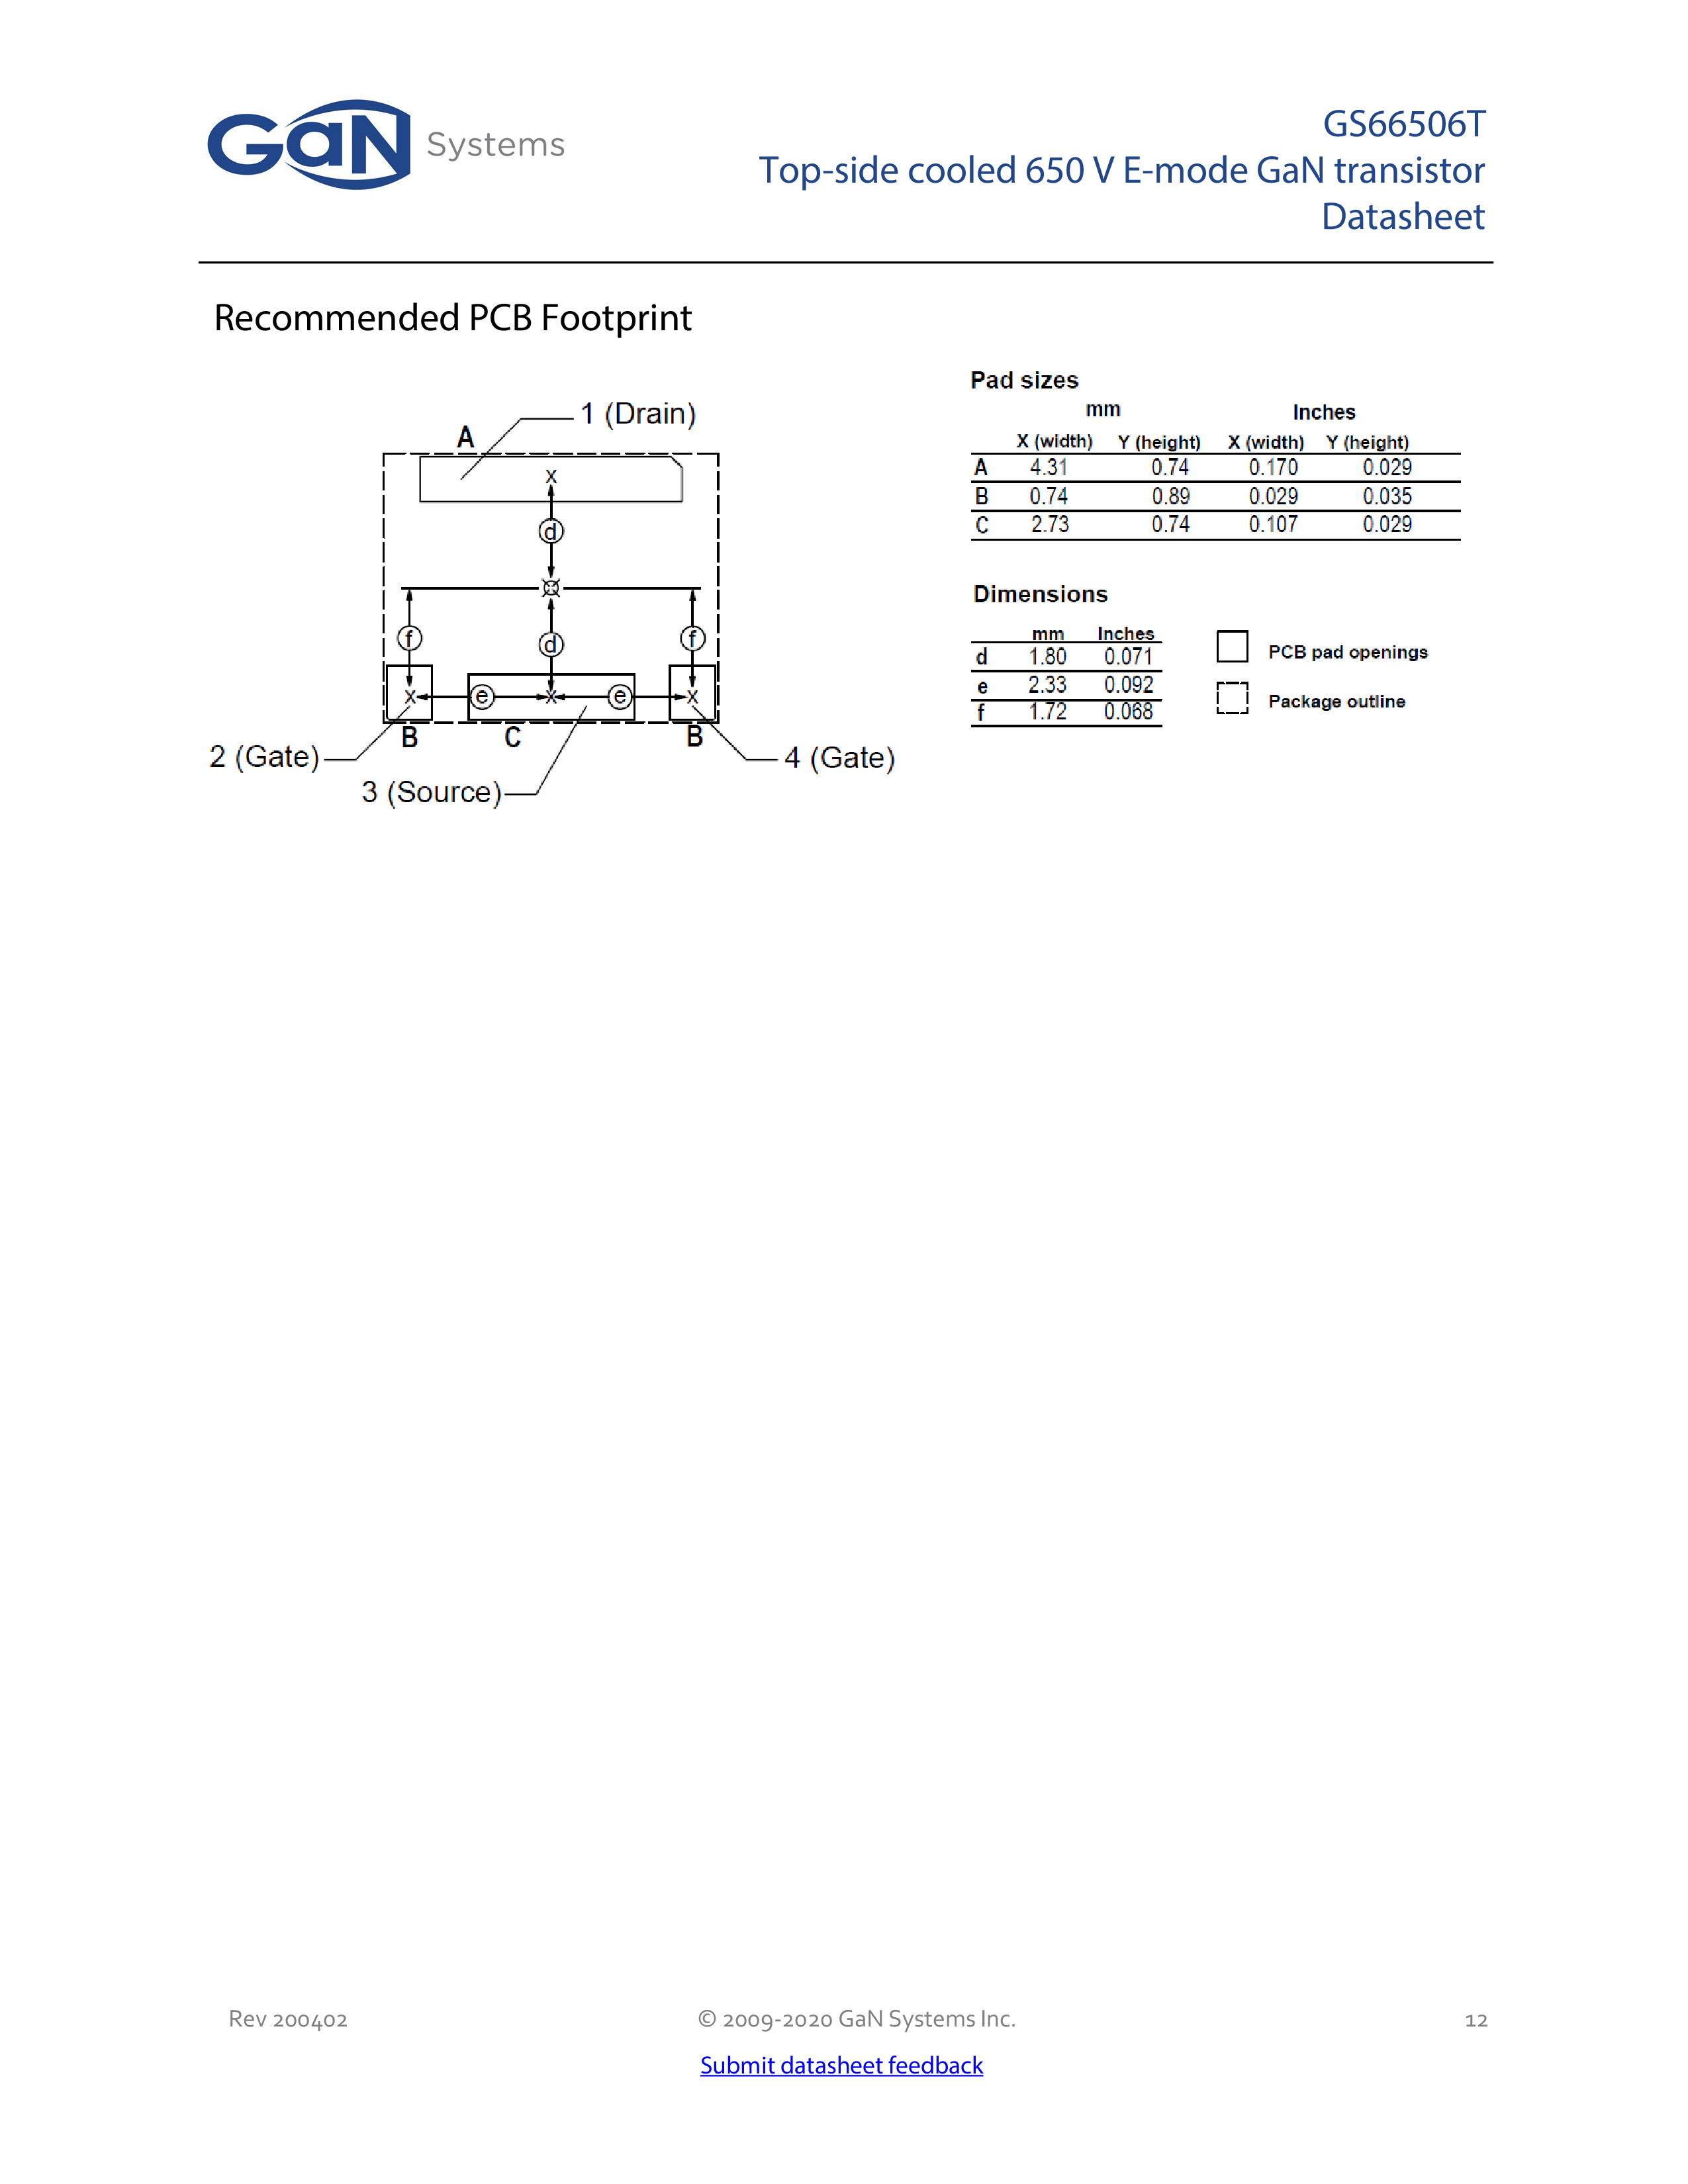 GaN Systems
GS66506T
Top-side cooled 650 V E-mode GaN transistor
Datasheet
Recommended PCB Footprint
1 (Drain)
A
x
d
f
d
f
x
e
x
e
x
B
C
B
2 (Gate)
4 (Gate)
3 (Source)
Pad sizes
mm Inches
X (width) Y (height) X (width) Y (height)
A 4.31 0.74 0.170 0.029
B 0.74 0.89 0.029 0.035
C 2.73 0.74 0.107 0.029
Dimensions
mm Inches
d 1.80 0.071
e 2.33 0.092
f 1.72 0.068
PCB pad openings
Package outline
Rev 200402 © 2009-2020 GaN Systems Inc. 12
Submit datasheet feedback